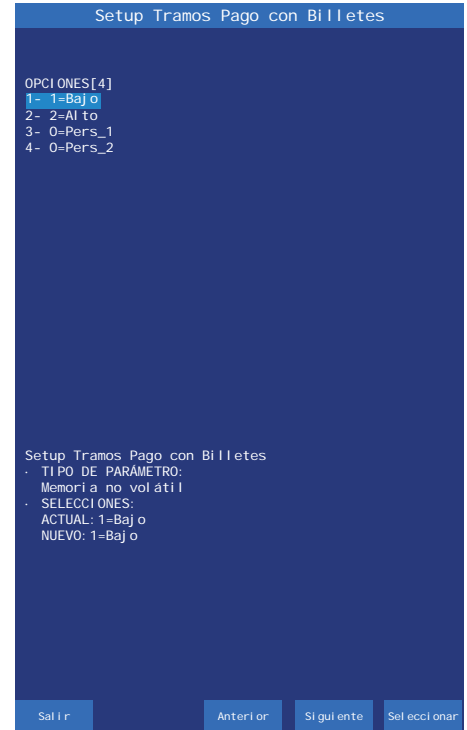 Setup Tramos Pago con Billetes
OPCIONES[4]
1- 1=Bajo
2- 2=Alto
3- 0=Pers_1
4- 0=Pers_2
Setup Tramos Pago con Billetes
· TIPO DE PARÁMETRO:
Memoria no volátil
· SELECCIONES:
ACTUAL: 1=Bajo
NUEVO: 1=Bajo
Salir Anterior Siguiente Seleccionar